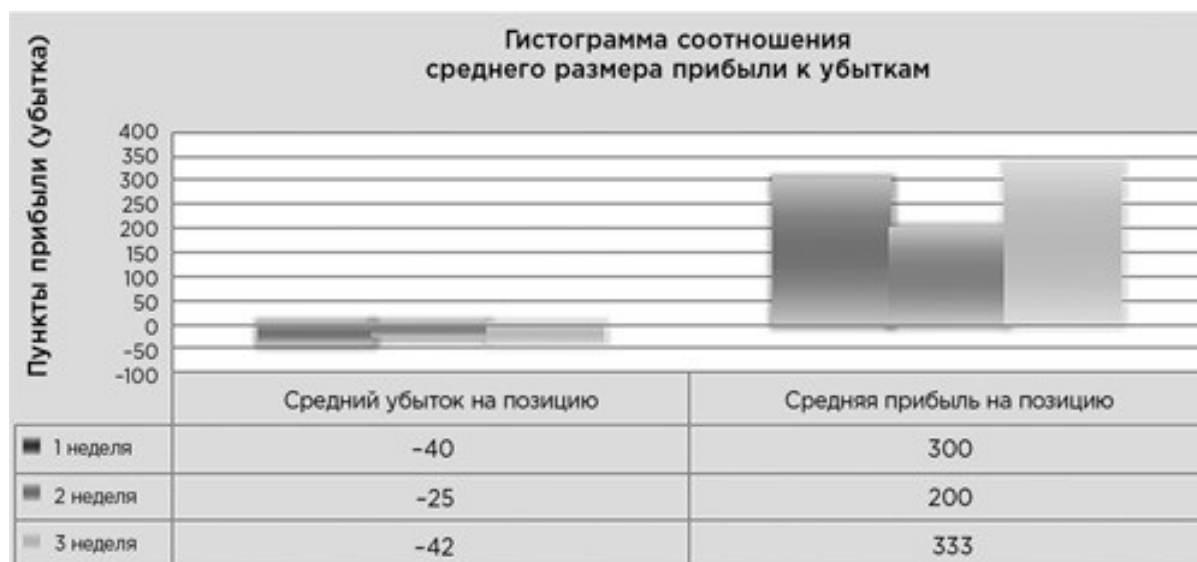 Гистограмма соотношения
среднего размера прибыли к убыткам
Пункты прибыли (убытка)
400
350
300
250
200
150
100
50
0
-50
-100
Средний убыток на позицию Средняя прибыль на позицию
1 неделя -40 300
2 неделя -25 200
3 неделя -42 333